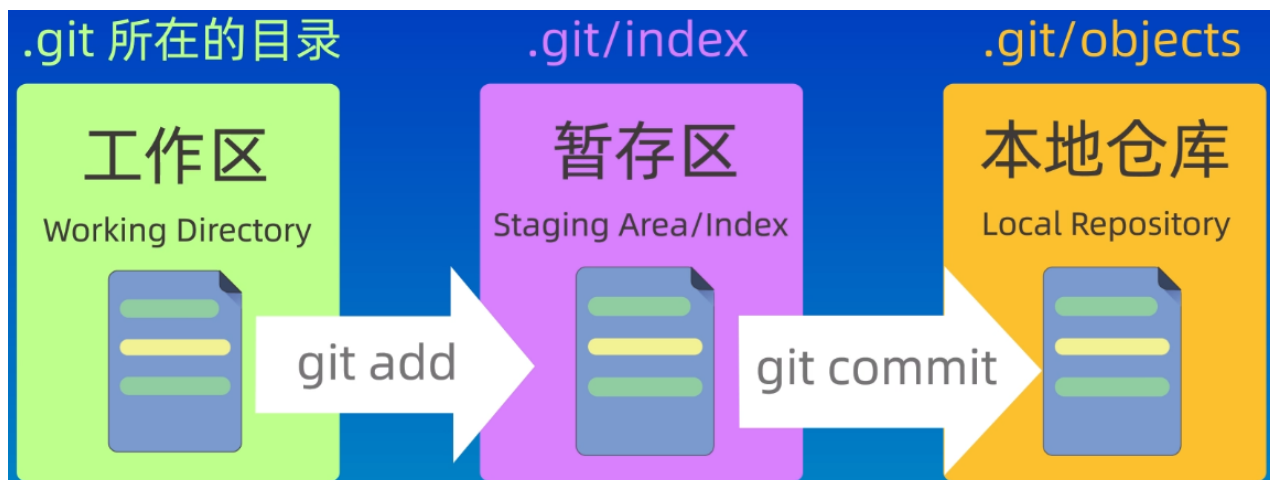 .git 所在的目录
.git/index
.git/objects
工作区
Working Directory
暂存区
Staging Area/Index
本地仓库
Local Repository
git add
git commit